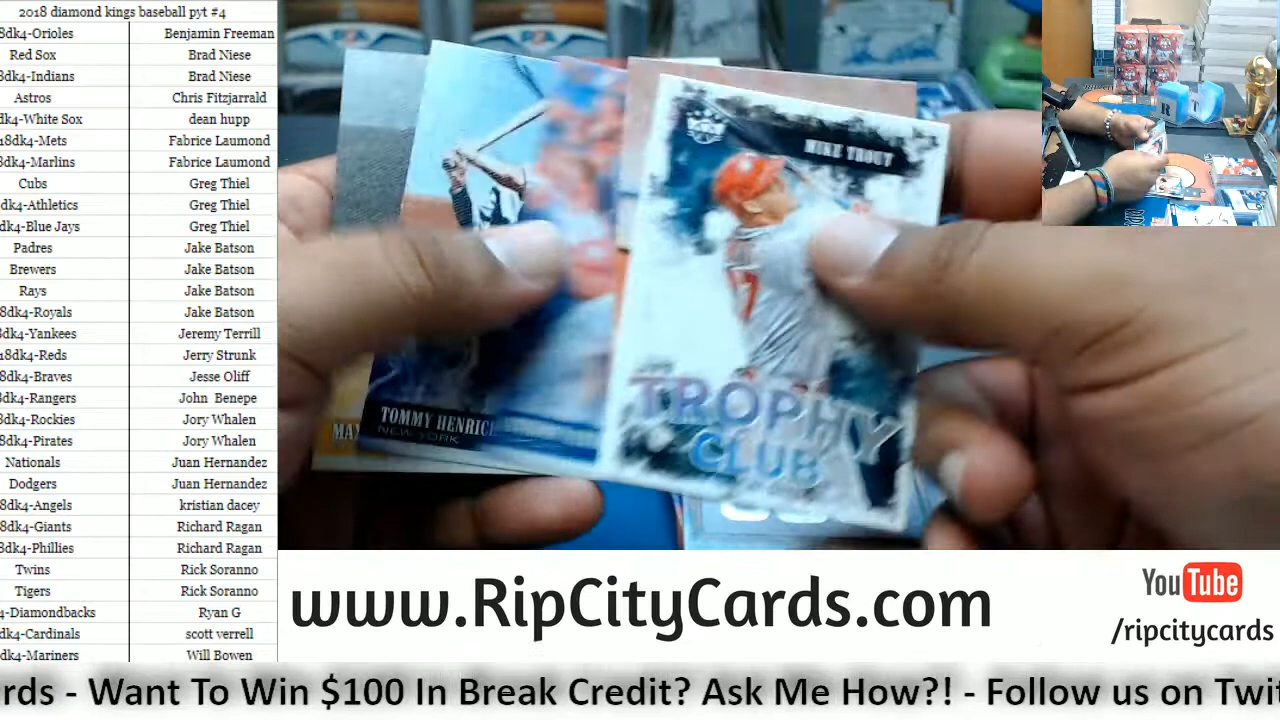 2018 diamond kings baseball pyt #4
8dk4-Orioles Benjamin Freeman
Red Sox Brad Niese
8dk4-Indians Brad Niese
Astros Chris Fitzjarrald
dk4-White Sox dean hupp
18dk4-Mets Fabrice Laumond
8dk4-Marlins Fabrice Laumond
Cubs Greg Thiel
dk4-Athletics Greg Thiel
dk4-Blue Jays Greg Thiel
Padres Jake Batson
Brewers Jake Batson
Rays Jake Batson
8dk4-Royals Jake Batson
8dk4-Yankees Jeremy Terrill
18dk4-Reds Jerry Strunk
8dk4-Braves Jesse Oliff
8dk4-Rangers John Benepe
8dk4-Rockies Jory Whalen
8dk4-Pirates Jory Whalen
Nationals Juan Hernandez
Dodgers Juan Hernandez
8dk4-Angels kristian dacey
8dk4-Giants Richard Ragan
8dk4-Phillies Richard Ragan
Twins Rick Soranno
Tigers Rick Soranno
4-Diamondbacks Ryan G
dk4-Cardinals scott verrell
dk4-Mariners Will Bowen
MIKE TROUT
17
TROPHY
CLUB
TOMMY HENRIC
NEW YORK
MAX
www.RipCityCards.com
YouTube
/ripcitycards
rds - Want To Win $100 In Break Credit? Ask Me How?! - Follow us on Twit